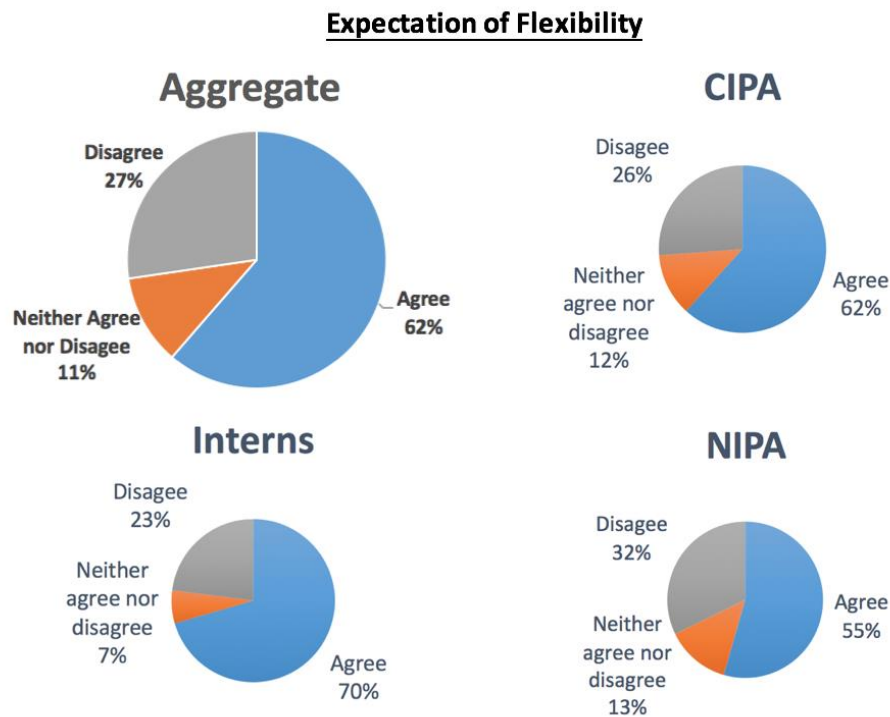 Expectation of Flexibility
Aggregate
Disagree
27%
Neither Agree
nor Disagee
11%
Agree
62%
CIPA
Disagee
26%
Neither
agree nor
disagree
12%
Agree
62%
Interns
Disagee
23%
Neither
agree nor
disagree
7%
Agree
70%
NIPA
Disagee
32%
Neither
agree nor
disagree
13%
Agree
55%